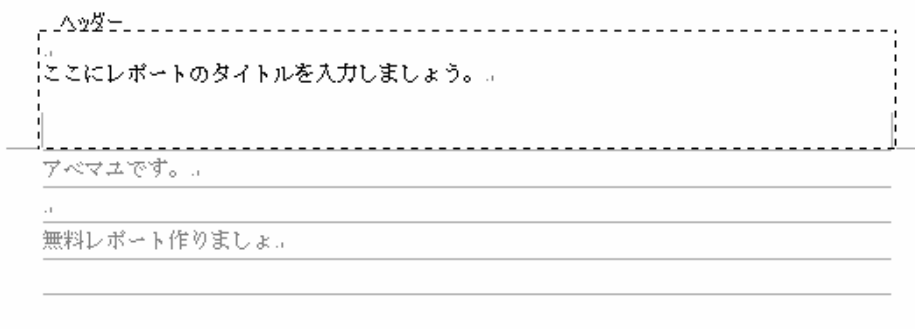 ヘッダー
ここにレポートのタイトルを入力しましょう。
アベマユです。
無料レポート作りましょ